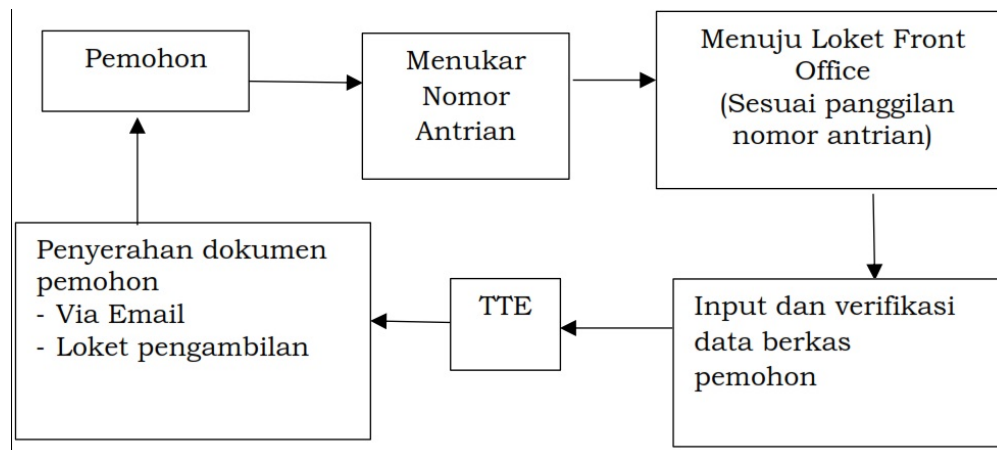 Pemohon
Menukar
Nomor
Antrian
Menuju Loket Front
Office
(Sesuai panggilan
nomor antrian)
Input dan verifikasi
data berkas
pemohon
TTE
Penyerahan dokumen
pemohon
- Via Email
- Loket pengambilan